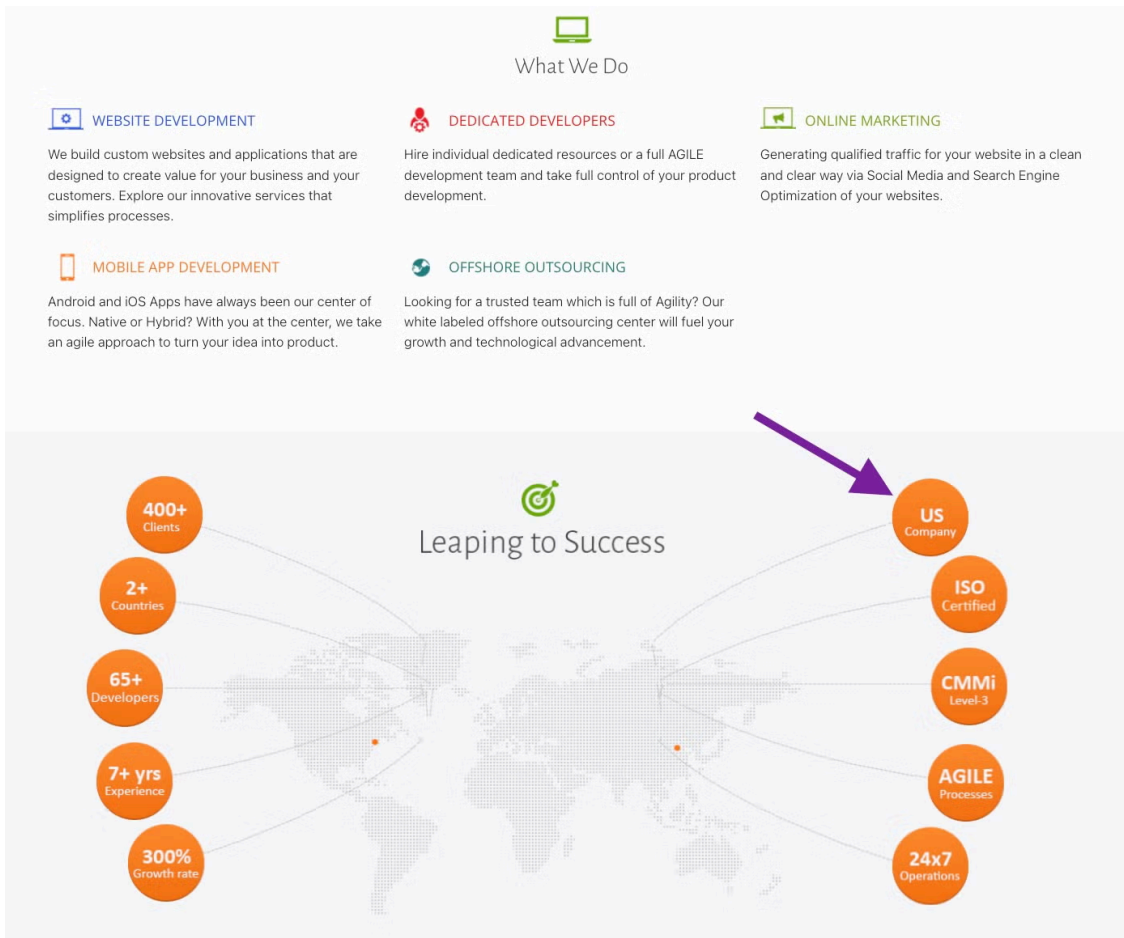 What We Do
WEBSITE DEVELOPMENT
We build custom websites and applications that are
designed to create value for your business and your
customers. Explore our innovative services that
simplifies processes.
DEDICATED DEVELOPERS
Hire individual dedicated resources or a full AGILE
development team and take full control of your product
development.
ONLINE MARKETING
Generating qualified traffic for your website in a clean
and clear way via Social Media and Search Engine
Optimization of your websites.
MOBILE APP DEVELOPMENT
Android and iOS Apps have always been our center of
focus. Native or Hybrid? With you at the center, we take
an agile approach to turn your idea into product.
OFFSHORE OUTSOURCING
Looking for a trusted team which is full of Agility? Our
white labeled offshore outsourcing center will fuel your
growth and technological advancement.
Leaping to Success
400+
Clients
2+
Countries
65+
Developers
7+ yrs
Experience
300%
Growth rate
US
Company
ISO
Certified
CMMi
Level-3
AGILE
Processes
24x7
Operations